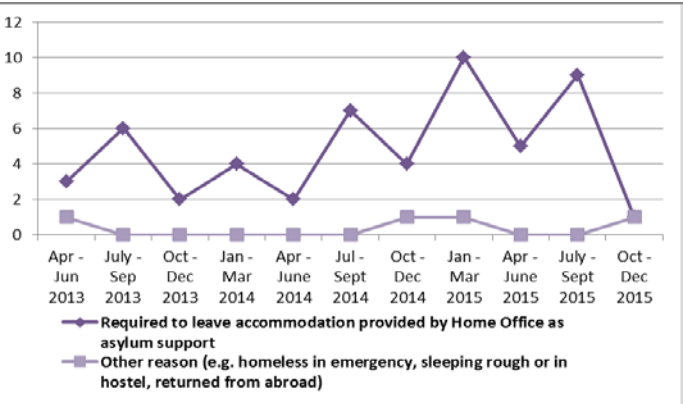 12
10
8
6
4
2
0
Apr - July - Oct - Jan - Apr - Jul - Oct - Jan - Apr - July - Oct -
Jun Sep Dec Mar June Sept Dec Mar June Sept Dec
2013 2013 2013 2014 2014 2014 2014 2015 2015 2015 2015
Required to leave accommodation provided by Home Office as
asylum support
Other reason (e.g. homeless in emergency, sleeping rough or in
hostel, returned from abroad)